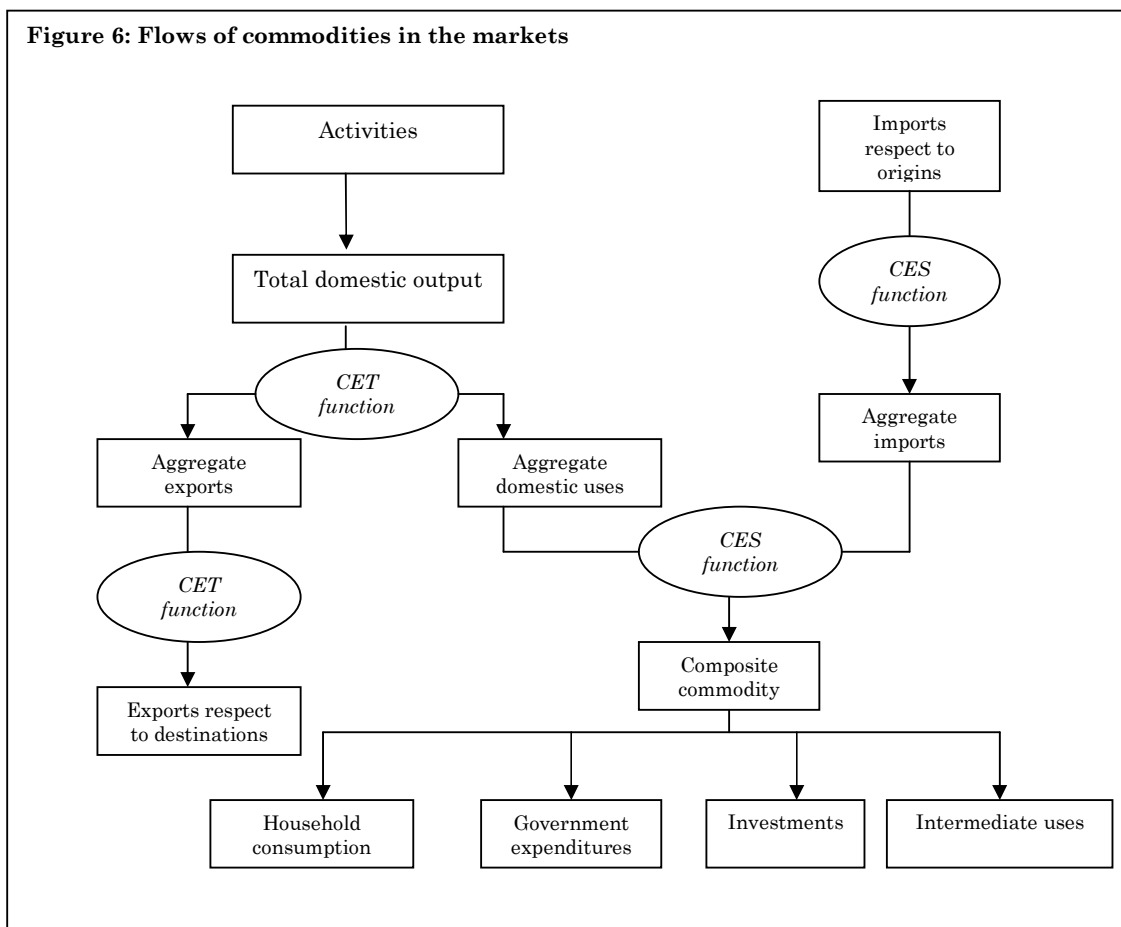 Figure 6: Flows of commodities in the markets
Activities
Imports
respect to
origins
Total domestic output
CES
function
CET
function
Aggregate
exports
Aggregate
domestic uses
Aggregate
imports
CET
function
CES
function
Exports respect
to destinations
Composite
commodity
Household
consumption
Government
expenditures
Investments
Intermediate uses